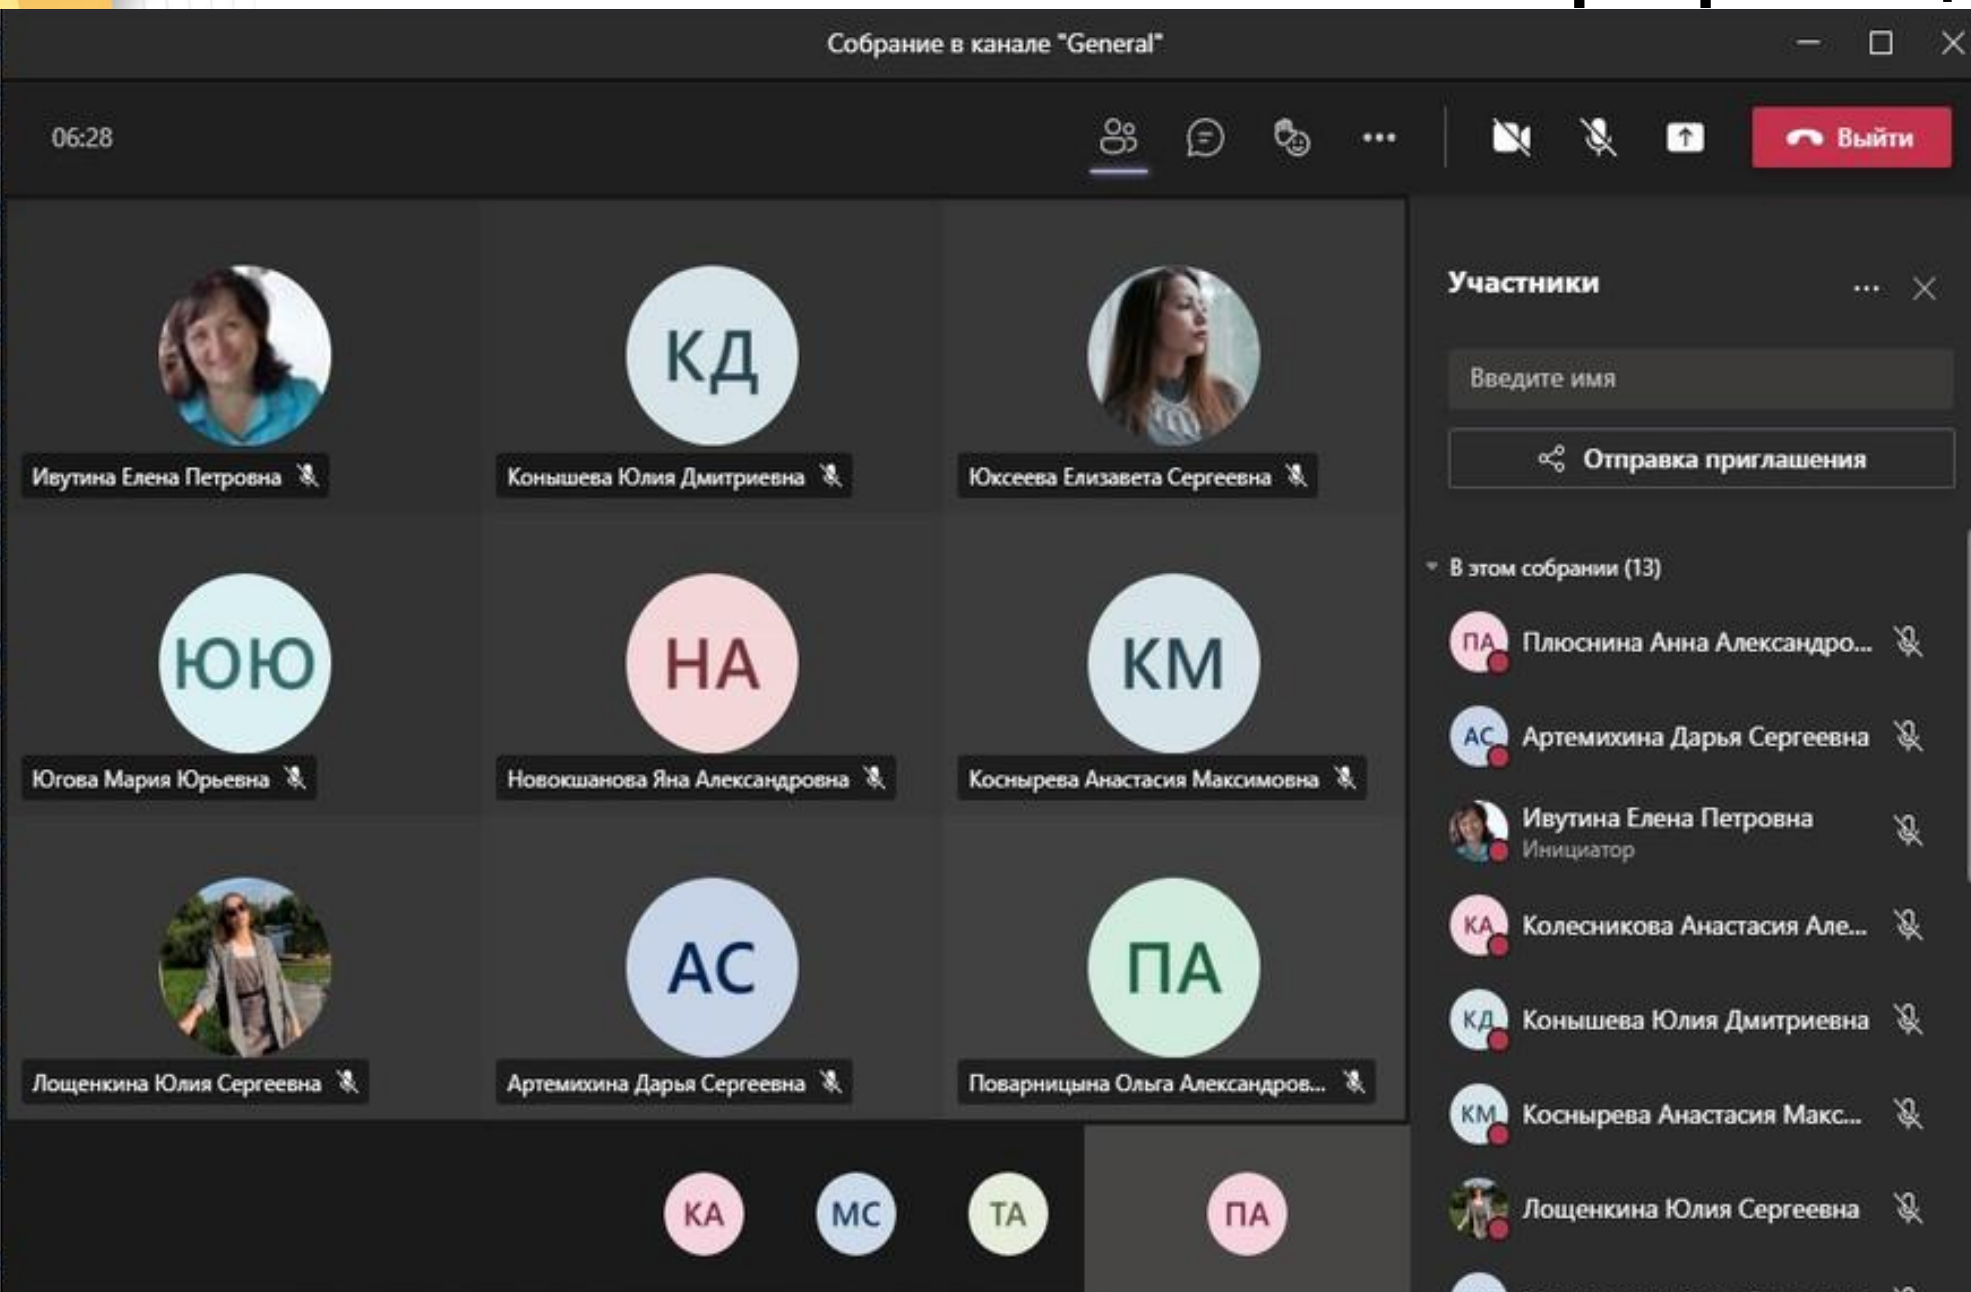 Собрание в канале "General"
06:28
Выйти
КД
Ивутина Елена Петровна
Конышева Юлия Дмитриевна
Юксеева Елизавета Сергеевна
ЮЮ
НА
КМ
Югова Мария Юрьевна
Новокшанова Яна Александровна
Коснырева Анастасия Максимовна
АС
ПА
Лощенкина Юлия Сергеевна
Артемихина Дарья Сергеевна
Поварницына Ольга Александров...
КА
МС
ТА
ПА
Участники
Введите имя
Отправка приглашения
В этом собрании (13)
ПА Плюснина Анна Александро...
АС Артемихина Дарья Сергеевна
Ивутина Елена Петровна
Инициатор
КА Колесникова Анастасия Але...
КД Конышева Юлия Дмитриевна
КМ Коснырева Анастасия Макс...
Лощенкина Юлия Сергеевна